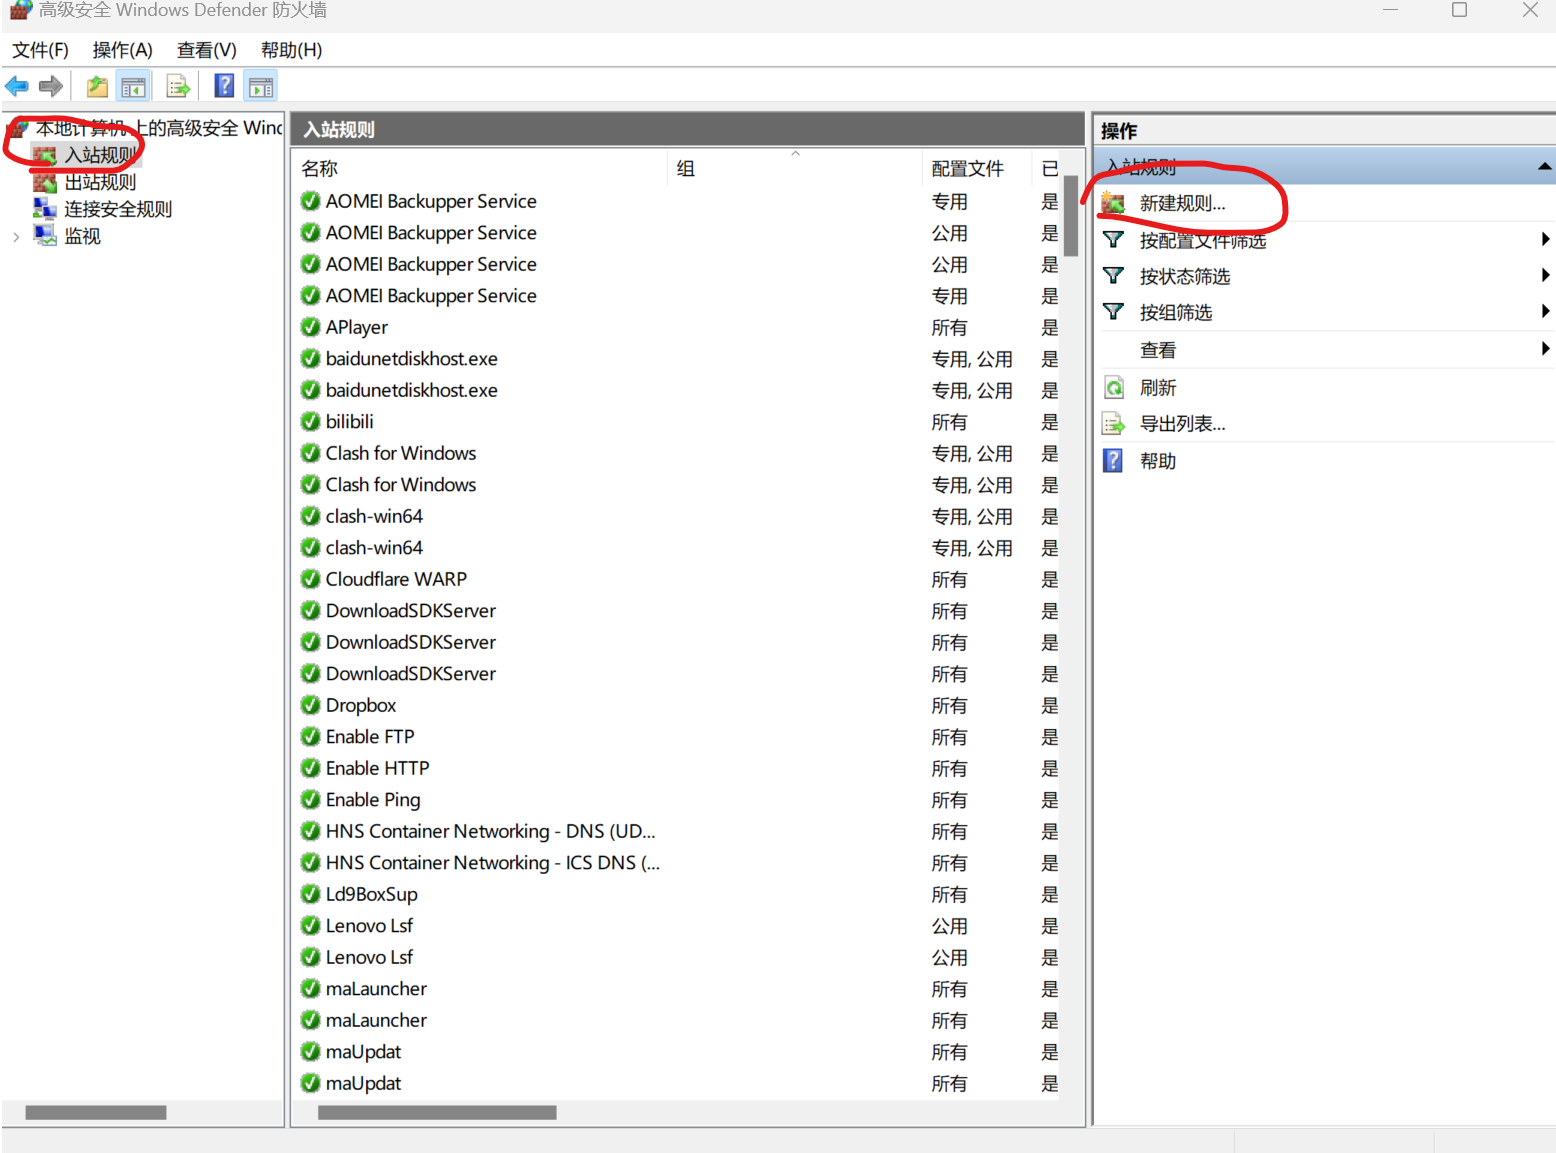 高级安全 Windows Defender 防火墙
文件(F) 操作(A) 查看(V) 帮助(H)
本地计算机 上的高级安全 Wind
入站规则
出站规则
连接安全规则
监视
入站规则
名称 组 配置文件 已
AOMEI Backupper Service 专用 是
AOMEI Backupper Service 公用 是
AOMEI Backupper Service 公用 是
AOMEI Backupper Service 专用 是
APlayer 所有 是
baidunetdiskhost.exe 专用, 公用 是
baidunetdiskhost.exe 专用, 公用 是
bilibili 所有 是
Clash for Windows 专用, 公用 是
Clash for Windows 专用, 公用 是
clash-win64 专用, 公用 是
clash-win64 专用, 公用 是
Cloudflare WARP 所有 是
DownloadSDKServer 所有 是
DownloadSDKServer 所有 是
DownloadSDKServer 所有 是
Dropbox 所有 是
Enable FTP 所有 是
Enable HTTP 所有 是
Enable Ping 所有 是
HNS Container Networking - DNS (UD... 所有 是
HNS Container Networking - ICS DNS (... 所有 是
Ld9BoxSup 所有 是
Lenovo Lsf 公用 是
Lenovo Lsf 公用 是
maLauncher 所有 是
maLauncher 所有 是
maUpdat 所有 是
maUpdat 所有 是
操作
入站规则
新建规则...
按配置文件筛选
按状态筛选
按组筛选
查看
刷新
导出列表...
帮助